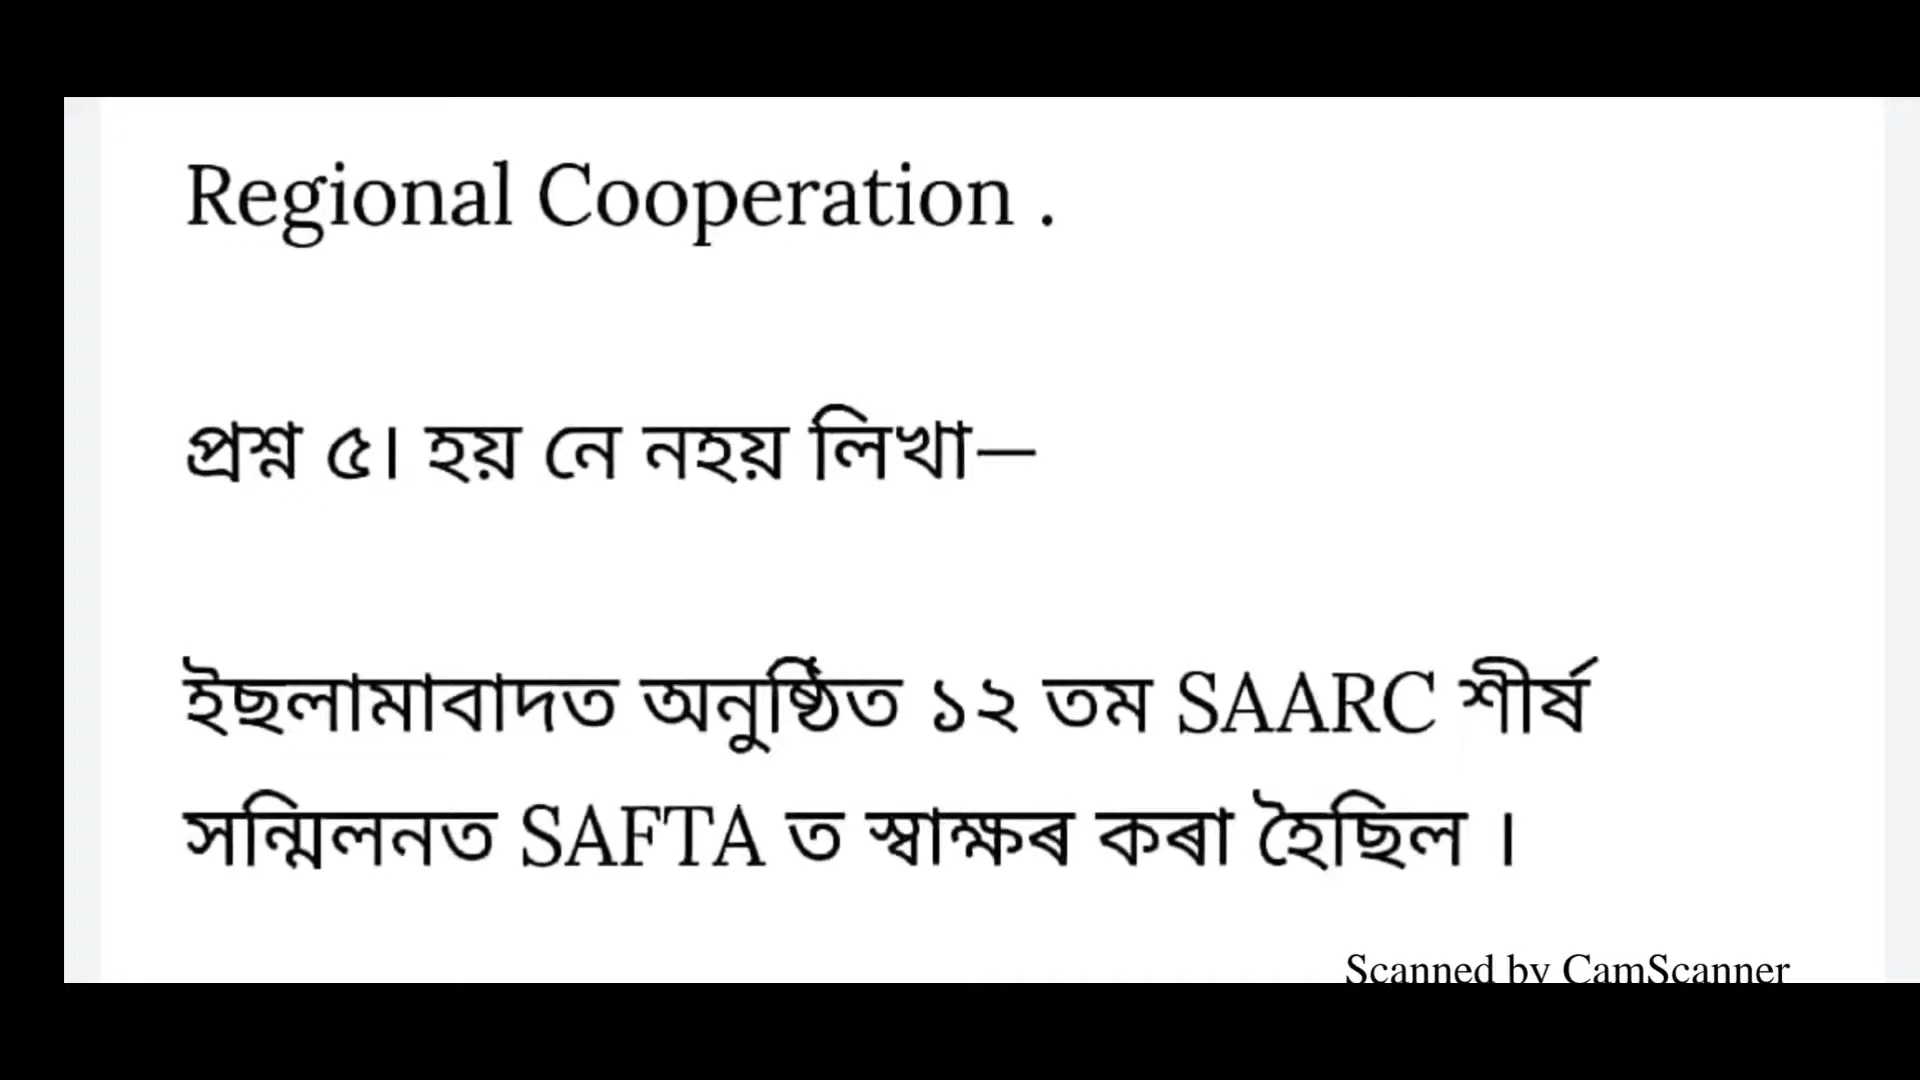 Regional Cooperation .
প্ৰশ্ন ৫। হয় নে নহয় লিখা—
ইছলামাবাদত অনুষ্ঠিত ১২ তম SAARC শীৰ্ষ
সন্মিলনত SAFTA ত স্বাক্ষৰ কৰা হৈছিল ।
Scanned by CamScanner